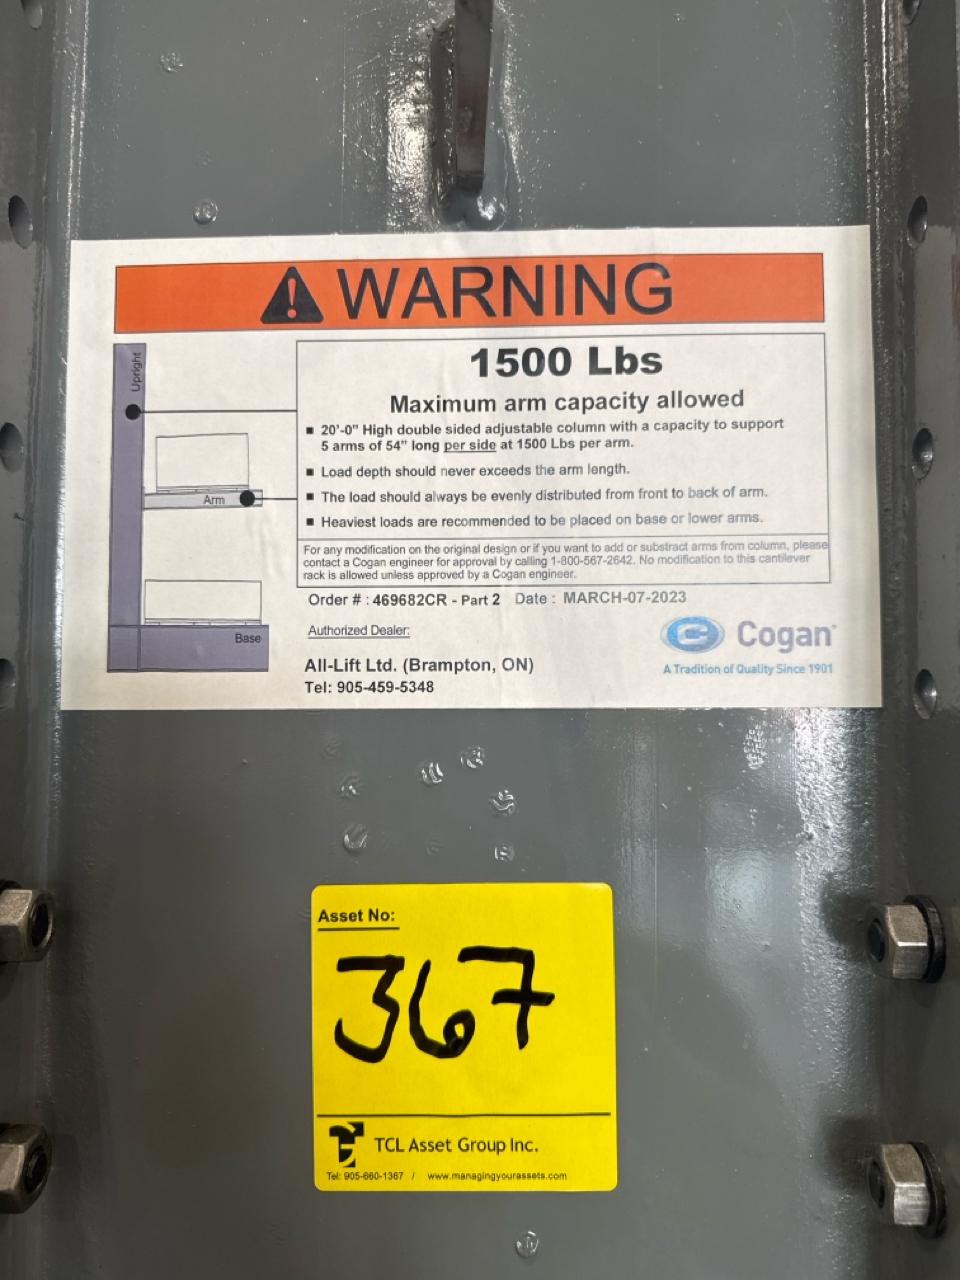 WARNING
Upright
Arm
Base
1500 Lbs
Maximum arm capacity allowed
▪ 20'-0" High double sided adjustable column with a capacity to support
5 arms of 54" long per side at 1500 Lbs per arm.
▪ Load depth should never exceeds the arm length.
▪ The load should always be evenly distributed from front to back of arm.
▪ Heaviest loads are recommended to be placed on base or lower arms.
For any modification on the original design or if you want to add or substract arms from column, please
contact a Cogan engineer for approval by calling 1-800-567-2642. No modification to this cantilever
rack is allowed unless approved by a Cogan engineer.
Order # : 469682CR - Part 2 Date : MARCH-07-2023
Authorized Dealer:
All-Lift Ltd. (Brampton, ON)
Tel: 905-459-5348
C Cogan
A Tradition of Quality Since 1901
Asset No:
367
TCL Asset Group Inc.
Tel: 905-660-1367 / www.managingyourassets.com